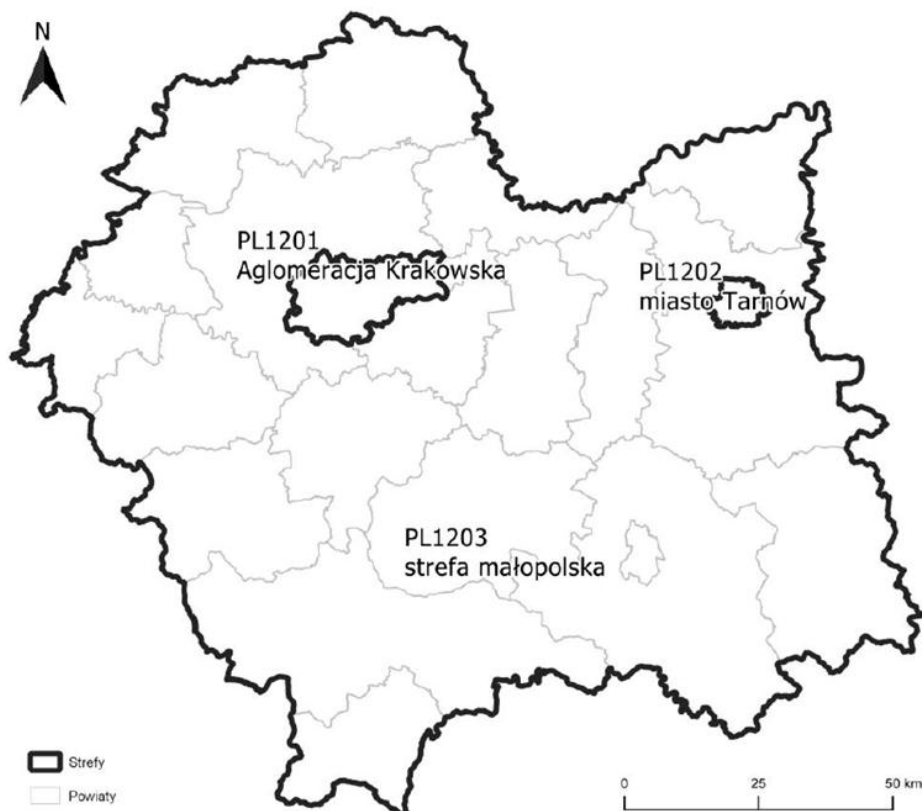 N
PL1201
Aglomeracja Krakowska
PL1202
miasto Tarnów
PL1203
strefa małopolska
Strefy
Powiaty
0 25 50 km